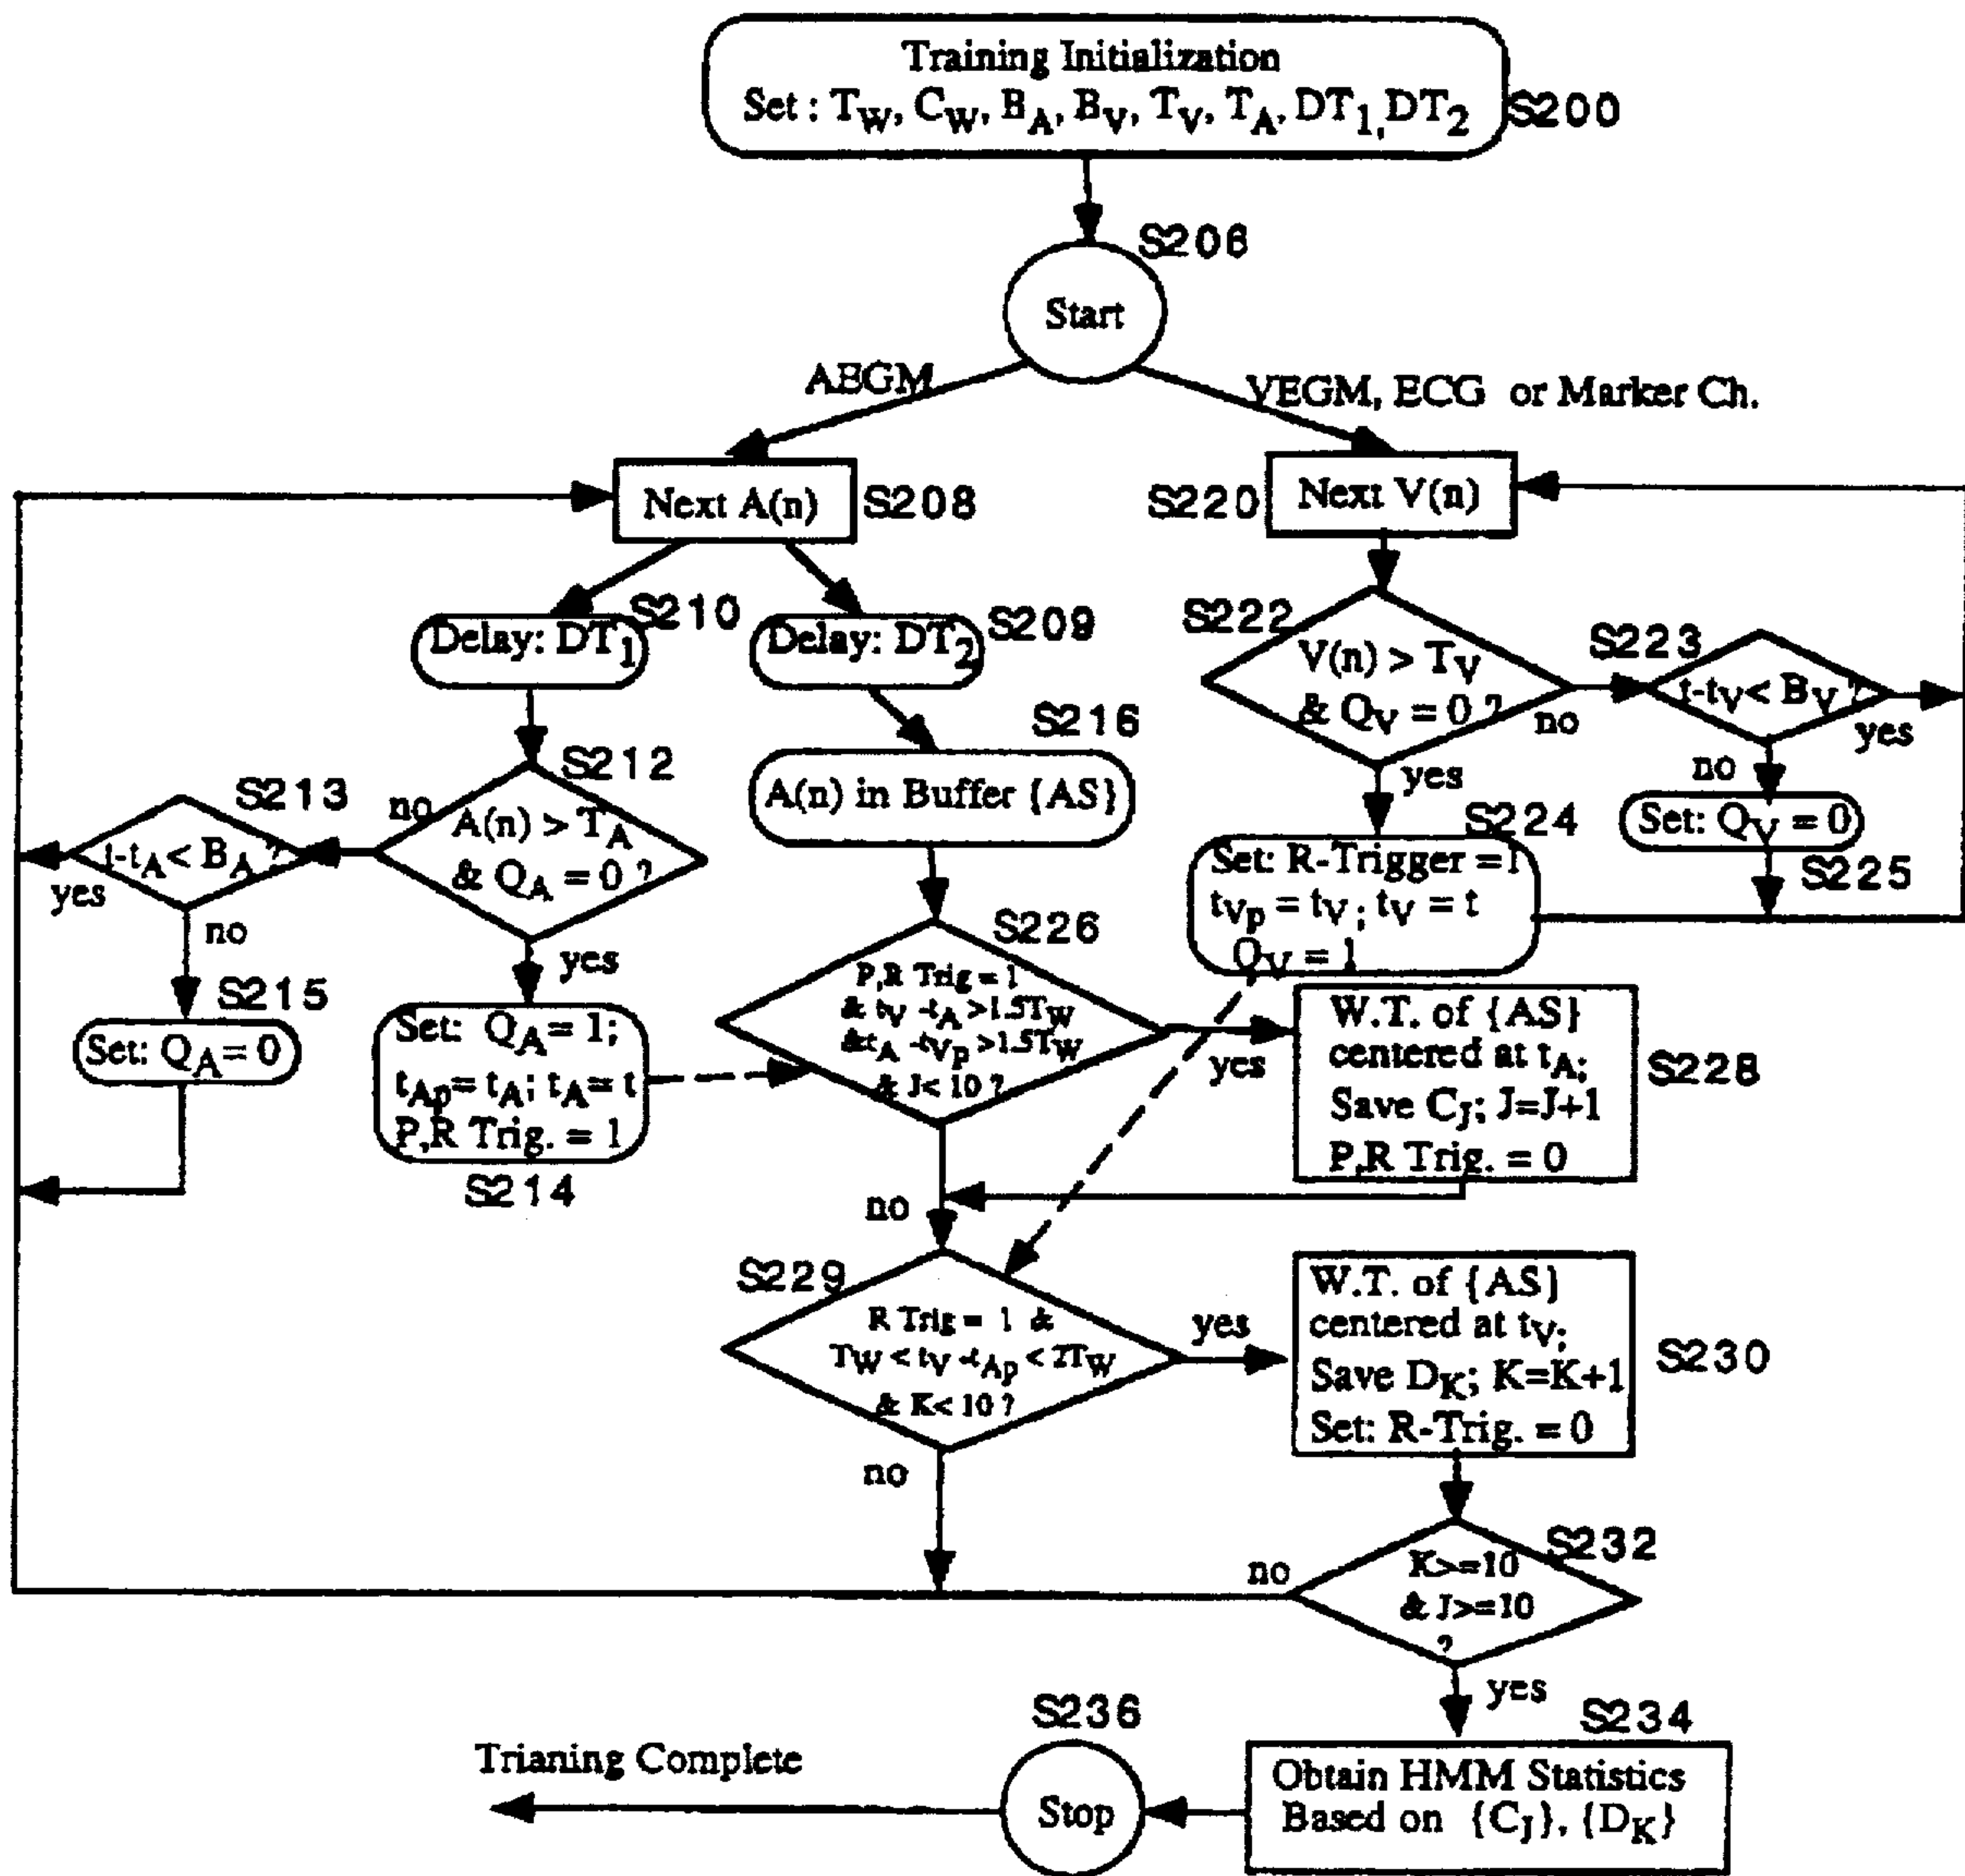 Training Initialization
Set : T_W, C_W, B_A, B_V, T_V, T_A, DT_1, DT_2
S200
S206
Start
AEGM
VEGM, ECG or Marker Ch.
Next A(n)
S208
S220
Next V(n)
S210
Delay: DT_1
Delay: DT_2
S209
S222
V(n) > T_V
& Q_V = 0 ?
no
yes
S223
t-t_V < B_V ?
yes
no
Set: Q_V = 0
S225
S216
A(n) in Buffer {AS}
S212
A(n) > T_A
& Q_A = 0 ?
no
yes
S213
t-t_A < B_A ?
yes
no
S215
Set: Q_A = 0
Set: Q_A = 1;
t_Ap = t_A; t_A = t
P,R Trig. = 1
S214
S224
Set: R-Trigger =1
t_Vp = t_V; t_V = t
Q_V = 1
S226
P,R Trig = 1
& t_V -t_A >1.5T_W
&t_A -t_Vp >1.5T_W
& J< 10 ?
yes
no
W.T. of {AS}
centered at t_A;
Save C_J; J=J+1
P,R Trig. = 0
S228
S229
R Trig = 1 &
T_W < t_V -t_Ap < 2T_W
& K< 10 ?
yes
no
W.T. of {AS}
centered at t_V;
Save D_K; K=K+1
Set: R-Trig. = 0
S230
S232
K>=10
& J>=10
?
no
yes
S234
Obtain HMM Statistics
Based on {C_J}, {D_K}
S236
Stop
Trianing Complete